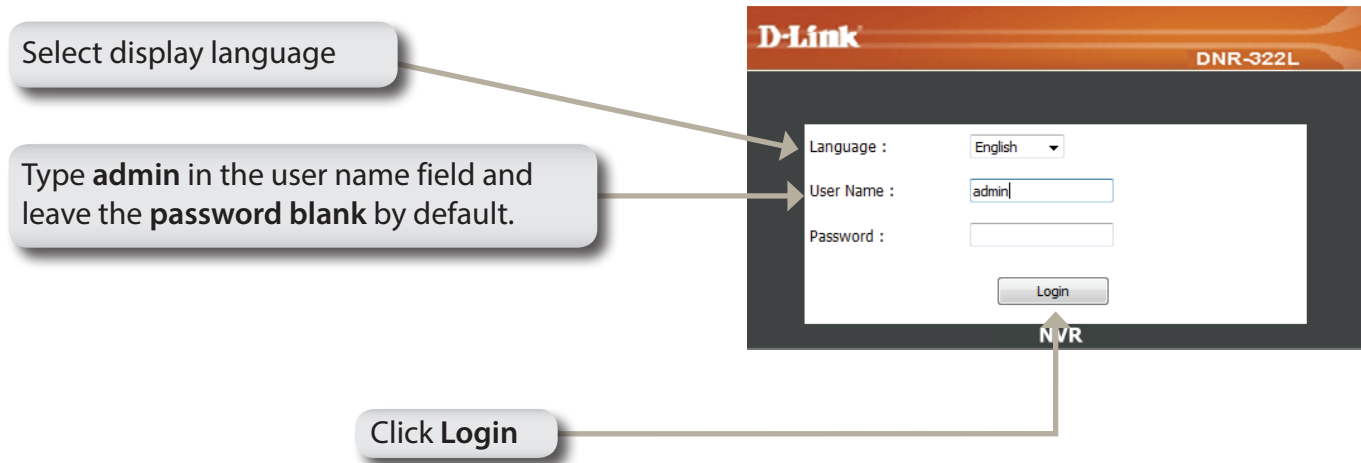 Select display language
Type admin in the user name field and
leave the password blank by default.
Click Login
D-Link
DNR-322L
Language :
English
User Name :
admin
Password :
Login
NVR